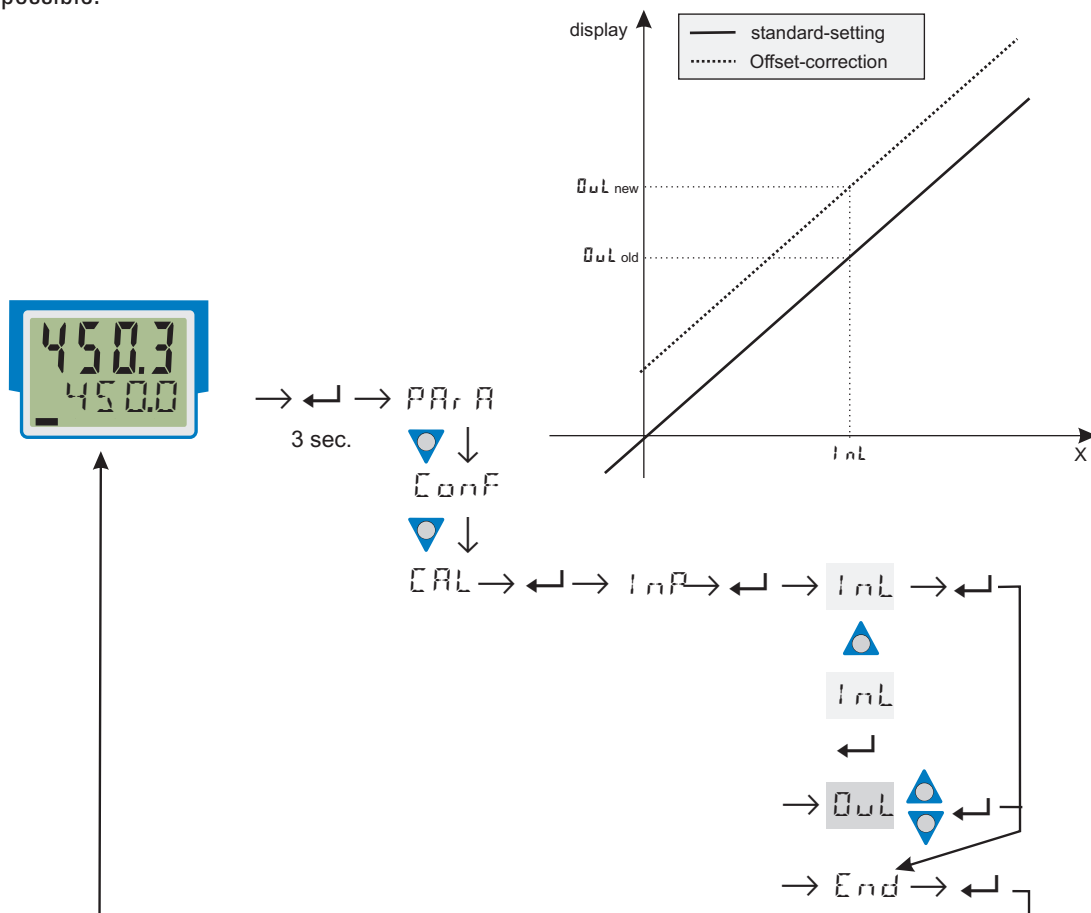 possible.
display
standard-setting
Offset-correction
OuL new
OuL old
InL
X
450.3
450.0
3 sec.
PArA
ConF
CAL
InP
InL
InL
OuL
End